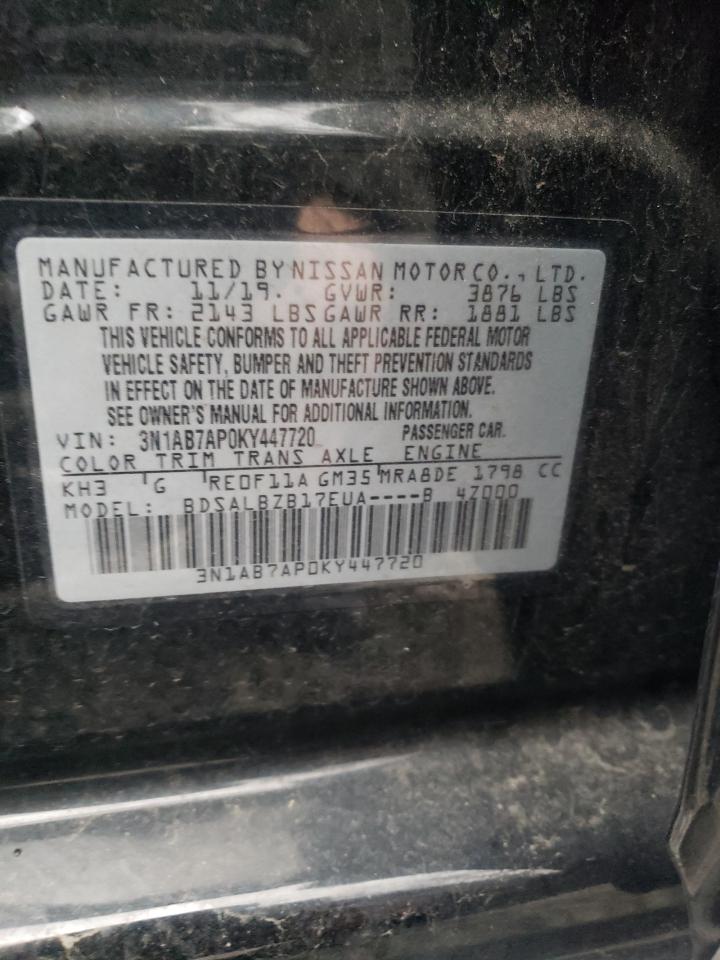 MANUFACTURED BY NISSAN MOTOR CO., LTD.
DATE: 11/19. GVWR: 3876 LBS
GAWR FR: 2143 LBS GAWR RR: 1881 LBS
THIS VEHICLE CONFORMS TO ALL APPLICABLE FEDERAL MOTOR
VEHICLE SAFETY, BUMPER AND THEFT PREVENTION STANDARDS
IN EFFECT ON THE DATE OF MANUFACTURE SHOWN ABOVE.
SEE OWNER'S MANUAL FOR ADDITIONAL INFORMATION.
VIN: 3N1AB7AP0KY447720 PASSENGER CAR.
COLOR TRIM TRANS AXLE ENGINE
KH3 G RE0F11A GM35 MRA8DE 1798 CC
MODEL: BDSALBZB17EUA----B 4Z000
3N1AB7AP0KY447720